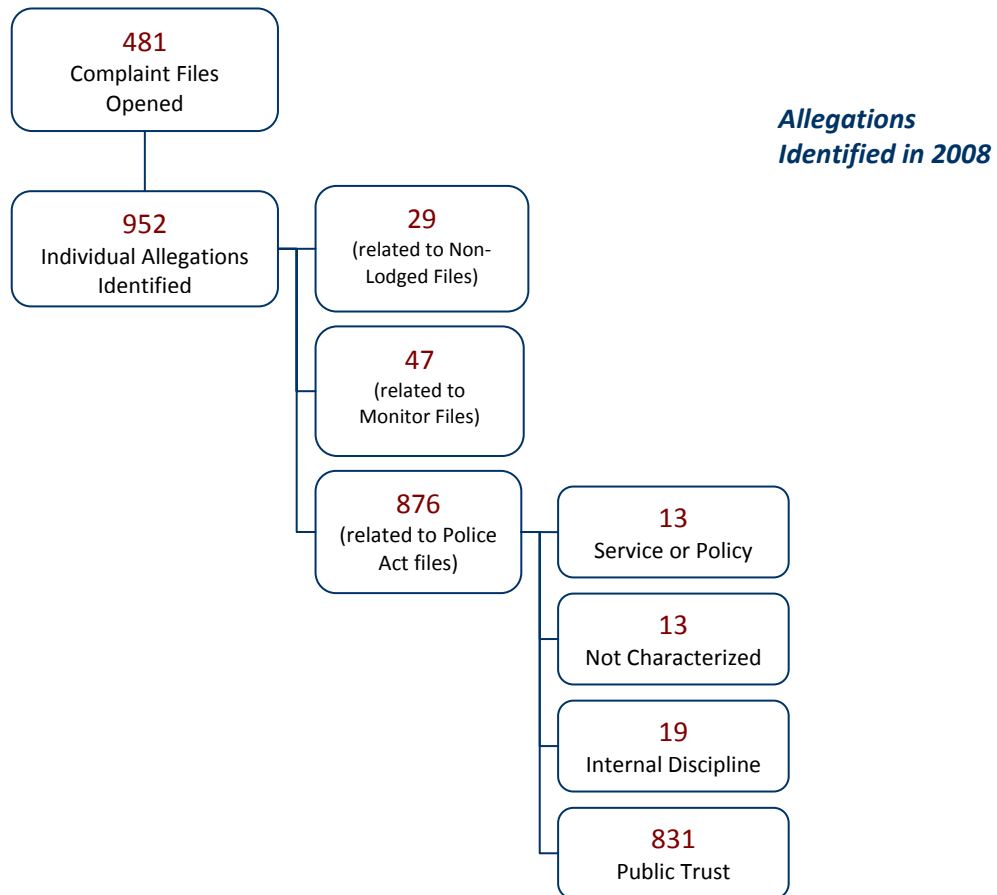 481
Complaint Files
Opened
Allegations
Identified in 2008
952
Individual Allegations
Identified
29
(related to Non-
Lodged Files)
47
(related to
Monitor Files)
876
(related to Police
Act files)
13
Service or Policy
13
Not Characterized
19
Internal Discipline
831
Public Trust